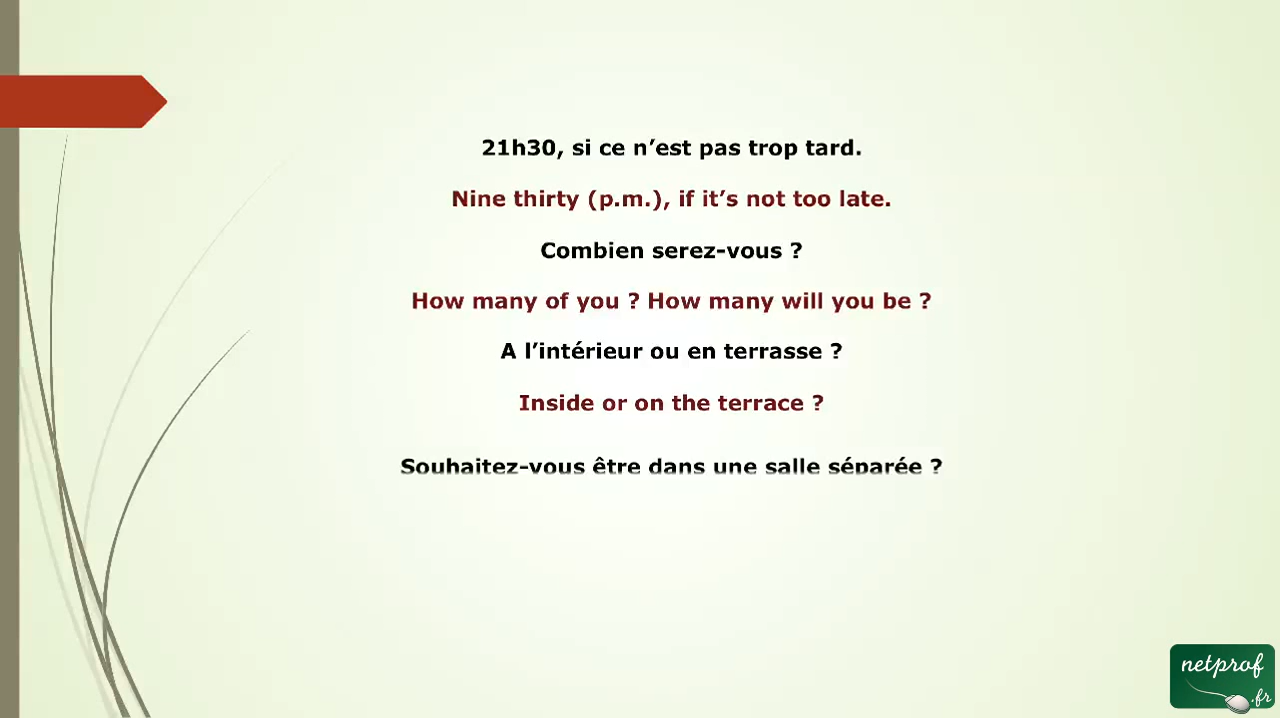 21h30, si ce n’est pas trop tard.
Nine thirty (p.m.), if it’s not too late.
Combien serez-vous ?
How many of you ? How many will you be ?
A l’intérieur ou en terrasse ?
Inside or on the terrace ?
Souhaitez-vous être dans une salle séparée ?
netprof
.fr